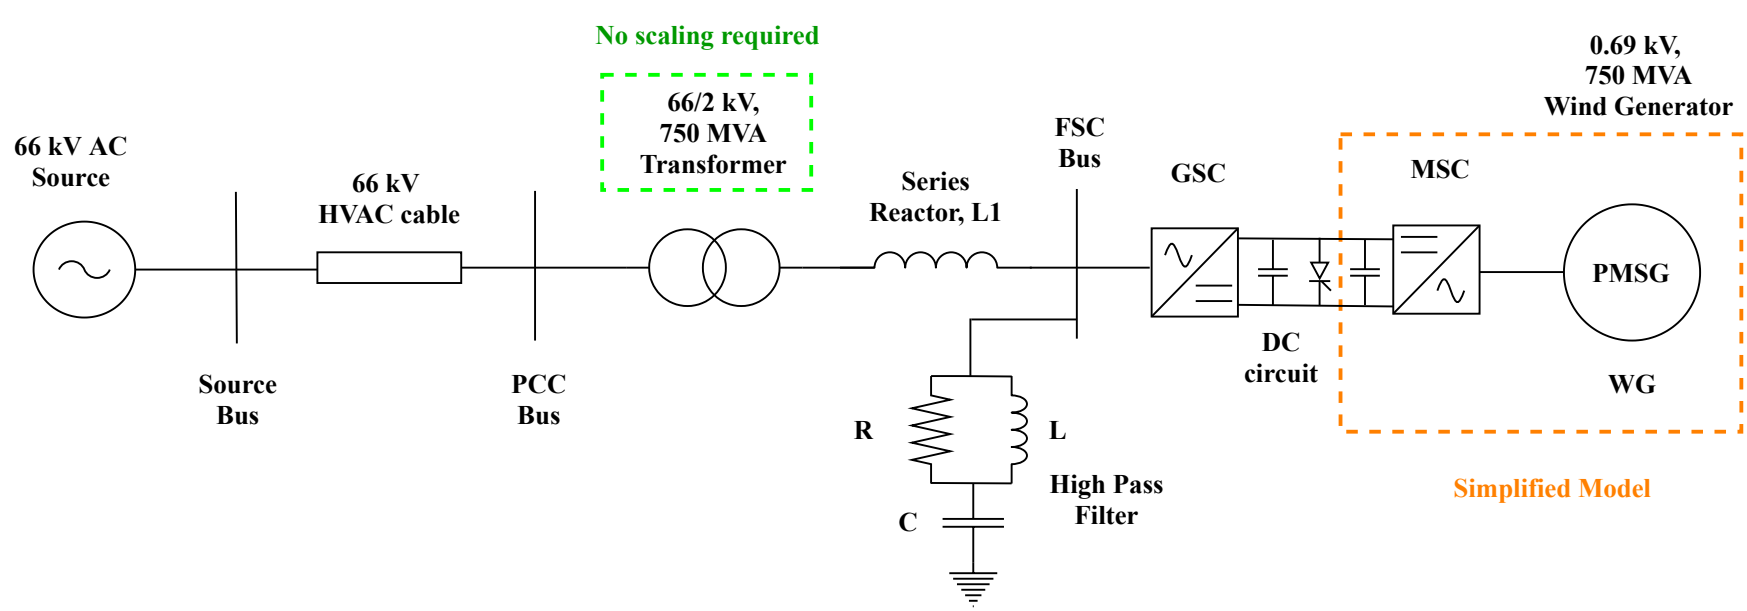 No scaling required
66/2 kV,
750 MVA
Transformer
0.69 kV,
750 MVA
Wind Generator
66 kV AC
Source
66 kV
HVAC cable
Series
Reactor, L1
FSC
Bus
GSC
MSC
PMSG
DC
circuit
WG
Source
Bus
PCC
Bus
R
L
High Pass
Filter
C
Simplified Model